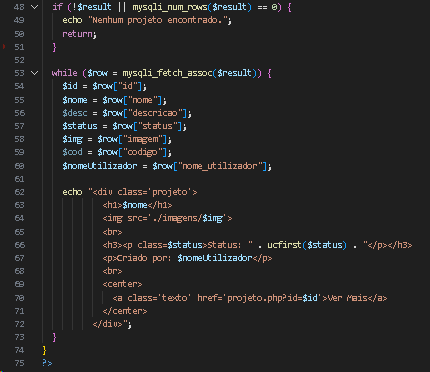 48 if (!$result || mysqli_num_rows($result) == 0) {
49 echo "Nenhum projeto encontrado.";
50 return;
51 }
52
53 while ($row = mysqli_fetch_assoc($result)) {
54 $id = $row["id"];
55 $nome = $row["nome"];
56 $desc = $row["descricao"];
57 $status = $row["status"];
58 $img = $row["imagem"];
59 $cod = $row["codigo"];
60 $nomeUtilizador = $row["nome_utilizador"];
61
62 echo "<div class='projeto'>
63 <h1>$nome</h1>
64 <img src='./imagens/$img'>
65 <br>
66 <h3><p class=$status>Status: " . ucfirst($status) . "</p></h3>
67 <p>Criado por: $nomeUtilizador</p>
68 <br>
69 <center>
70 <a class='texto' href='projeto.php?id=$id'>Ver Mais</a>
71 </center>
72 </div>";
73 }
74 }
75 ?>